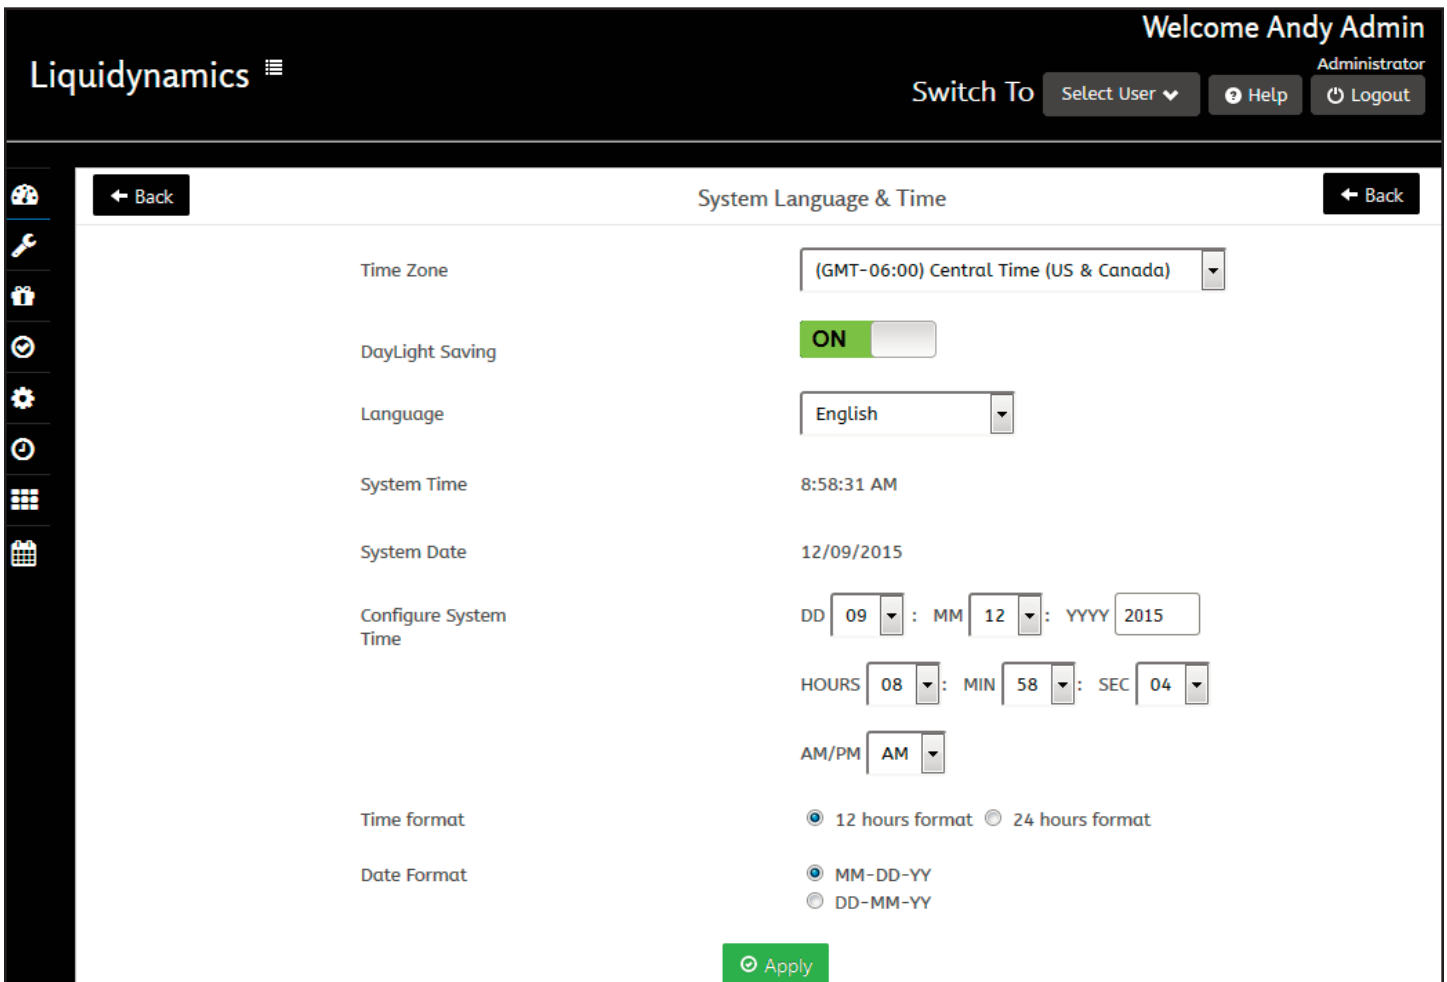 Welcome Andy Admin
Liquidynamics
Administrator
Switch To Select User Help Logout
Back System Language & Time Back
Time Zone (GMT-06:00) Central Time (US & Canada)
DayLight Saving ON
Language English
System Time 8:58:31 AM
System Date 12/09/2015
Configure System Time DD 09 : MM 12 : YYYY 2015
HOURS 08 : MIN 58 : SEC 04
AM/PM AM
Time format 12 hours format 24 hours format
Date Format MM-DD-YY
DD-MM-YY
Apply